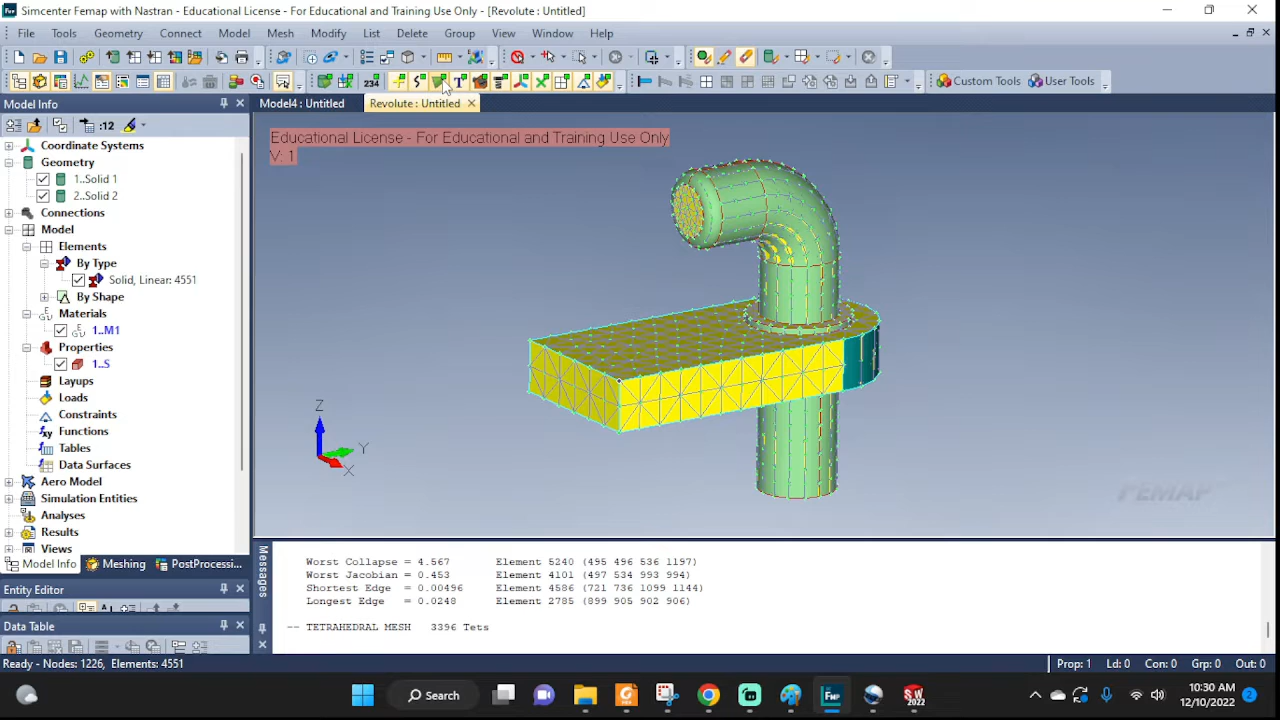 Simcenter Femap with Nastran - Educational License - For Educational and Training Use Only - [Revolute : Untitled]
File Tools Geometry Connect Model Mesh Modify List Delete Group View Window Help
234 T Custom Tools User Tools
Model Info
Model4 : Untitled Revolute : Untitled
:12
Educational License - For Educational and Training Use Only
V: 1
Coordinate Systems
Geometry
1..Solid 1
2..Solid 2
Connections
Model
Elements
By Type
Solid, Linear: 4551
By Shape
Materials
1..M1
Properties
1..S
Layups
Loads
Constraints
Functions
Tables
Data Surfaces
Aero Model
Simulation Entities
Analyses
Results
Views
Z
Y
X
FEMAP
Model Info Meshing PostProcessi...
Entity Editor
Data Table
Messages
Worst Collapse = 4.567 Element 5240 (495 496 536 1197)
Worst Jacobian = 0.453 Element 4101 (497 534 993 994)
Shortest Edge = 0.00496 Element 4586 (721 736 1099 1144)
Longest Edge = 0.0248 Element 2785 (899 905 902 906)
-- TETRAHEDRAL MESH 3396 Tets
Ready - Nodes: 1226, Elements: 4551 Prop: 1 Ld: 0 Con: 0 Grp: 0 Out: 0
Search
10:30 AM
12/10/2022
2